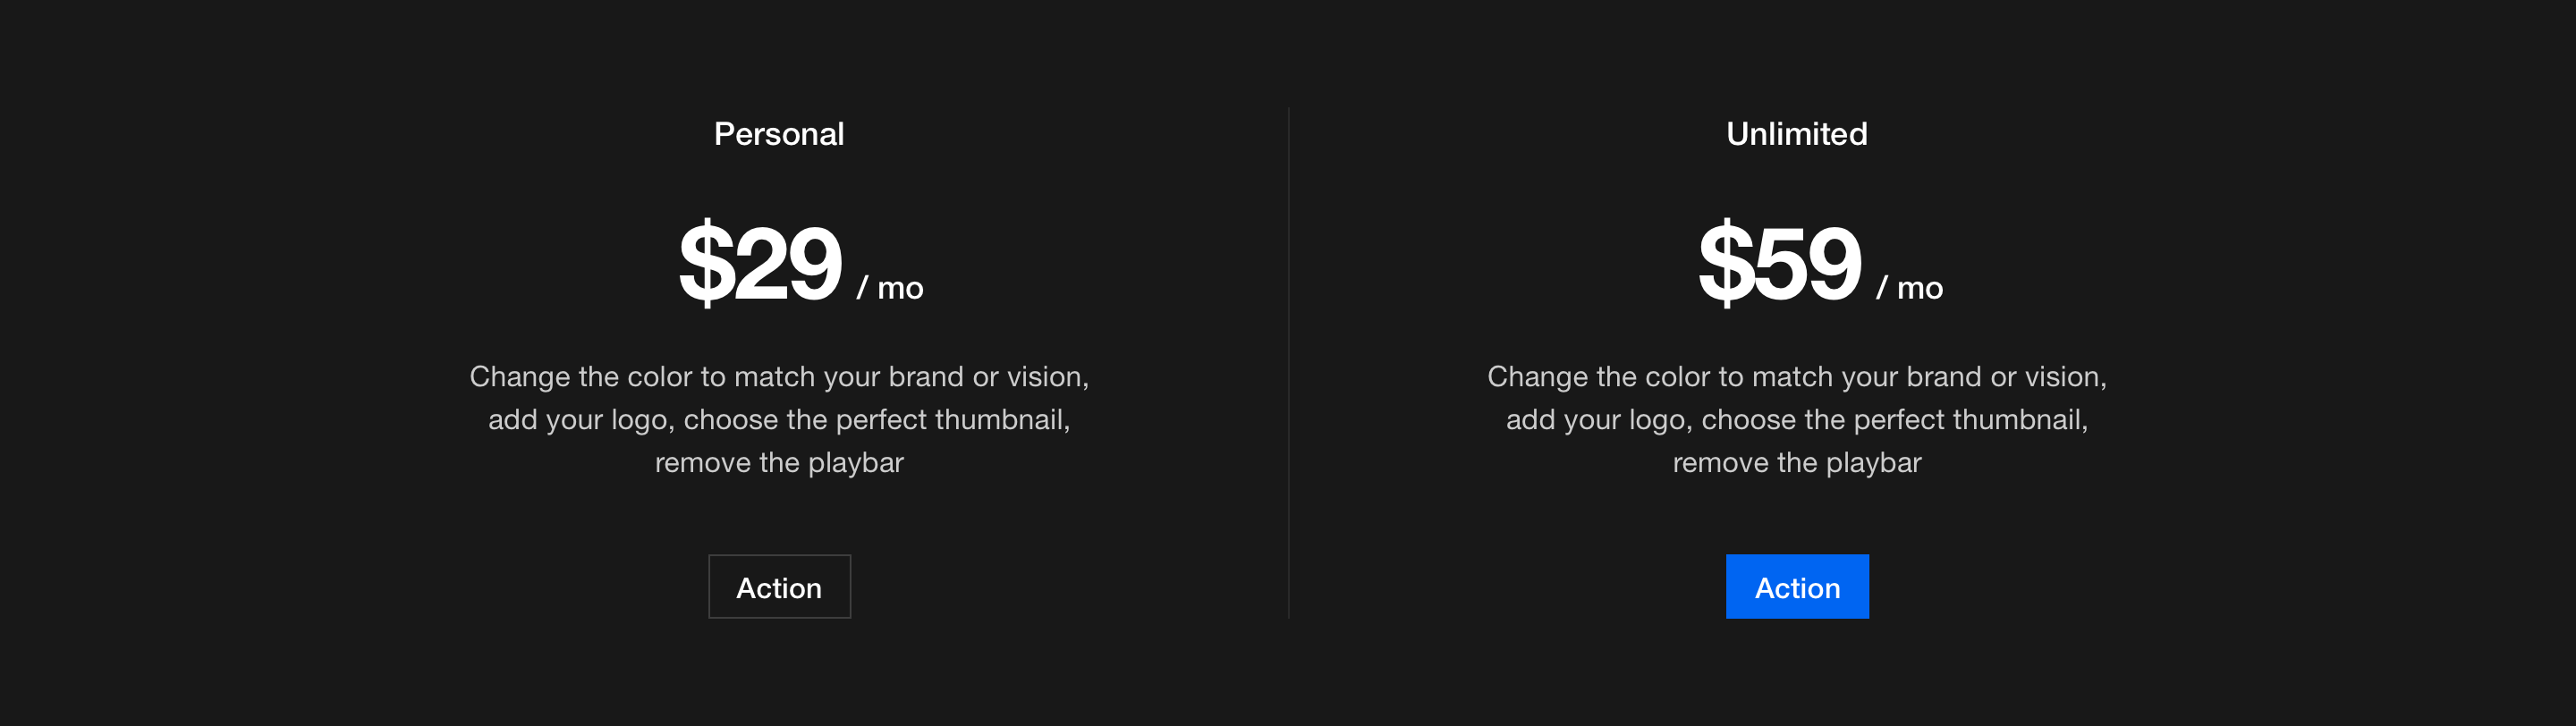 Personal
$29 / mo
Change the color to match your brand or vision,
add your logo, choose the perfect thumbnail,
remove the playbar
Action
Unlimited
$59 / mo
Change the color to match your brand or vision,
add your logo, choose the perfect thumbnail,
remove the playbar
Action